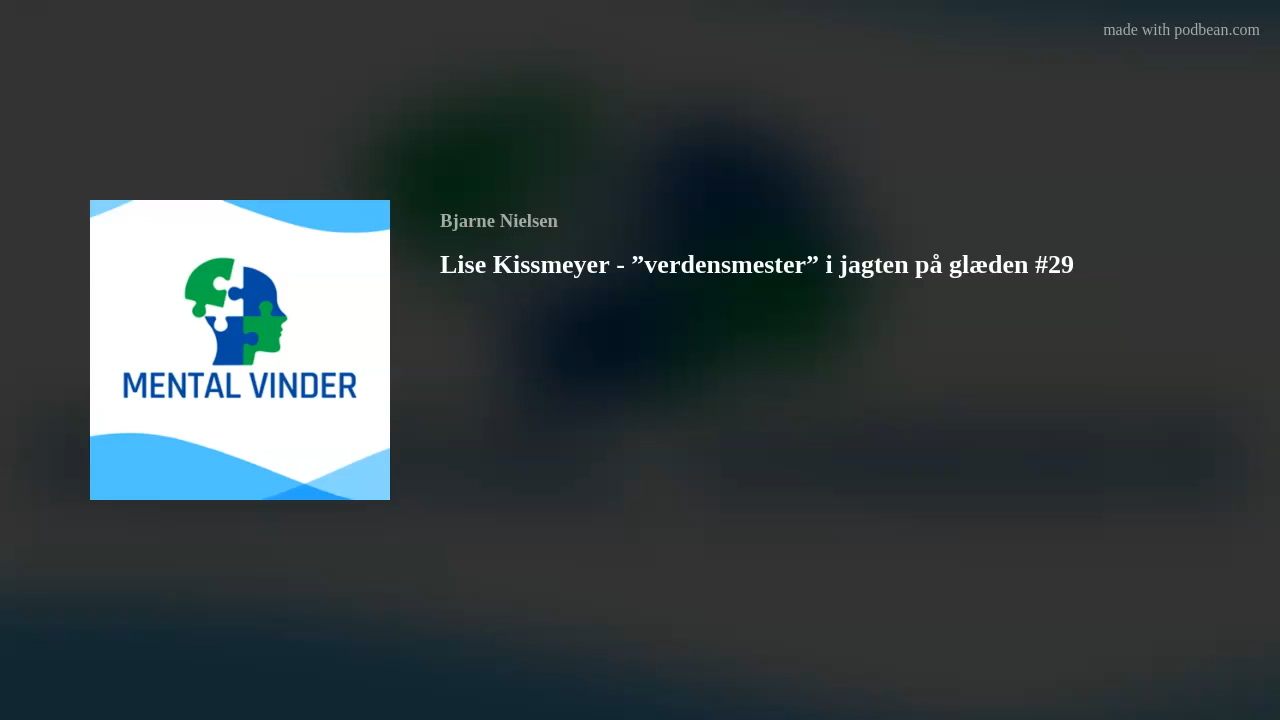 made with podbean.com
Bjarne Nielsen
Lise Kissmeyer - ”verdensmester” i jagten på glæden #29
MENTAL VINDER